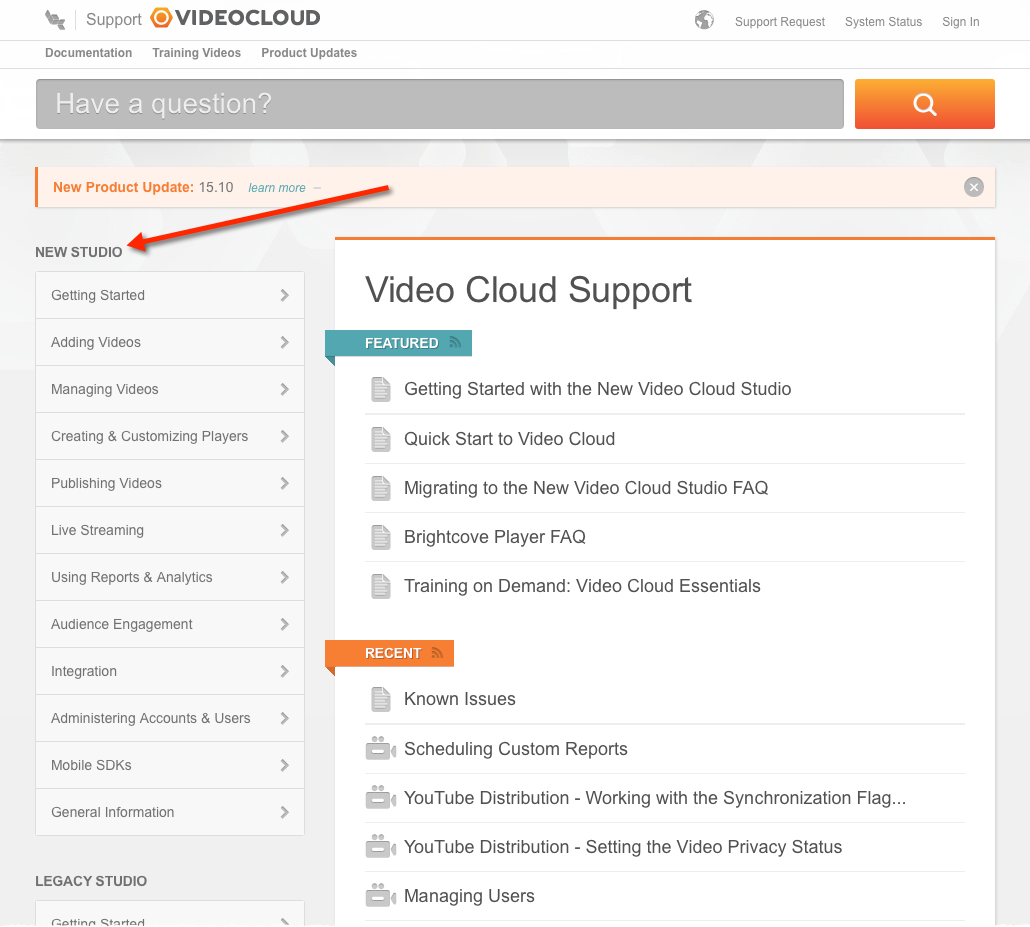 Support VIDEOCLOUD
Support Request System Status Sign In
Documentation Training Videos Product Updates
Have a question?
New Product Update: 15.10 learn more –
NEW STUDIO
Getting Started
Adding Videos
Managing Videos
Creating & Customizing Players
Publishing Videos
Live Streaming
Using Reports & Analytics
Audience Engagement
Integration
Administering Accounts & Users
Mobile SDKs
General Information
LEGACY STUDIO
Getting Started
Video Cloud Support
FEATURED
Getting Started with the New Video Cloud Studio
Quick Start to Video Cloud
Migrating to the New Video Cloud Studio FAQ
Brightcove Player FAQ
Training on Demand: Video Cloud Essentials
RECENT
Known Issues
Scheduling Custom Reports
YouTube Distribution - Working with the Synchronization Flag...
YouTube Distribution - Setting the Video Privacy Status
Managing Users